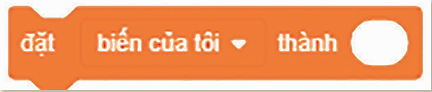 đặt biến của tôi thành